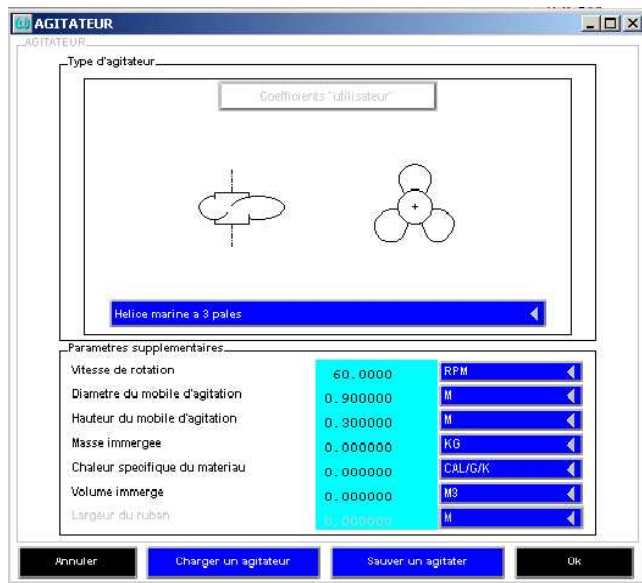 AGITATEUR
AGITATEUR
Type d'agitateur
Coefficients "utilisateur"
Helice marine a 3 pales
Parametres supplementaires
Vitesse de rotation 60.0000 RPM
Diametre du mobile d'agitation 0.900000 M
Hauteur du mobile d'agitation 0.300000 M
Masse immergee 0.000000 KG
Chaleur specifique du materiau 0.000000 CAL/G/K
Volume immerge 0.000000 M3
Largeur du ruban 0.000000 M
Annuler Charger un agitateur Sauver un agitater Ok